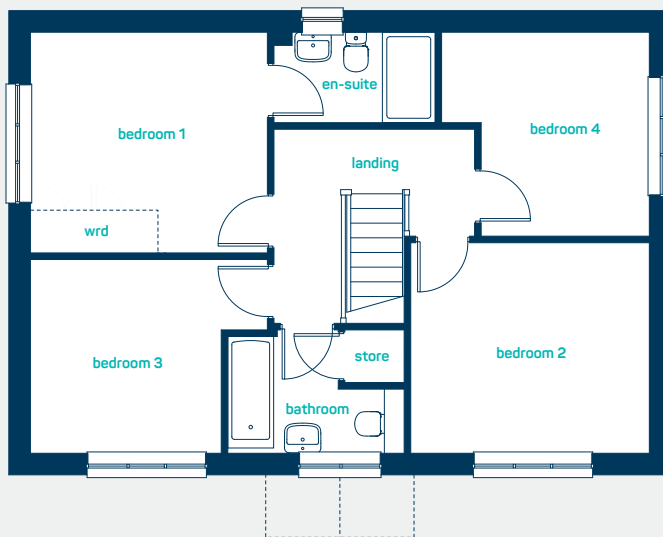 en-suite
bedroom 1
bedroom 4
landing
wrd
bedroom 3
store
bedroom 2
bathroom